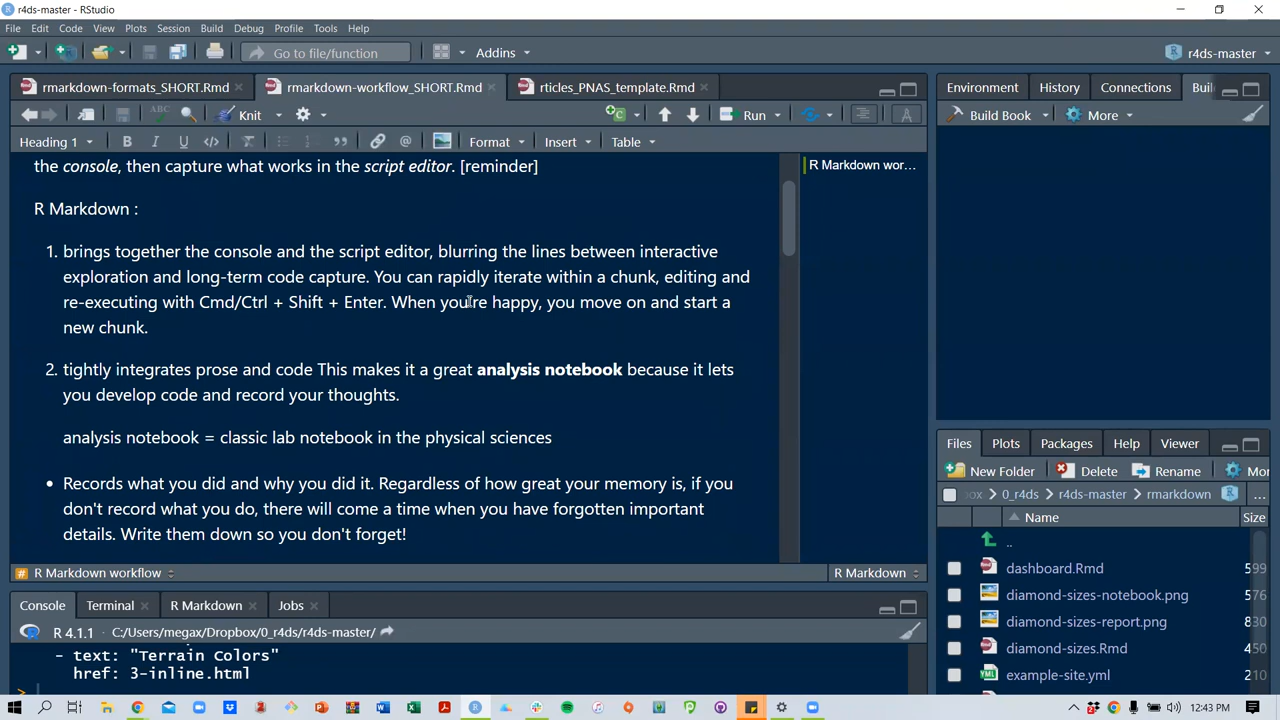 r4ds-master - RStudio
File Edit Code View Plots Session Build Debug Profile Tools Help
Go to file/function Addins r4ds-master
rmarkdown-formats_SHORT.Rmd rmarkdown-workflow_SHORT.Rmd rticles_PNAS_template.Rmd
ABC Knit Run
Heading 1 B I U Format Insert Table
the console, then capture what works in the script editor. [reminder]
R Markdown :
1. brings together the console and the script editor, blurring the lines between interactive
exploration and long-term code capture. You can rapidly iterate within a chunk, editing and
re-executing with Cmd/Ctrl + Shift + Enter. When you're happy, you move on and start a
new chunk.
2. tightly integrates prose and code This makes it a great analysis notebook because it lets
you develop code and record your thoughts.
analysis notebook = classic lab notebook in the physical sciences
• Records what you did and why you did it. Regardless of how great your memory is, if you
don't record what you do, there will come a time when you have forgotten important
details. Write them down so you don't forget!
# R Markdown workflow R Markdown
R Markdown wor...
Console Terminal R Markdown Jobs
R 4.1.1 · C:/Users/megax/Dropbox/0_r4ds/r4ds-master/
- text: "Terrain Colors"
href: 3-inline.html
>
Environment History Connections Buil
Build Book More
Files Plots Packages Help Viewer
New Folder Delete Rename Mo
ox 0_r4ds r4ds-master rmarkdown ...
Name Size
..
dashboard.Rmd 599
diamond-sizes-notebook.png 576
diamond-sizes-report.png 830
diamond-sizes.Rmd 450
example-site.yml 210
12:43 PM